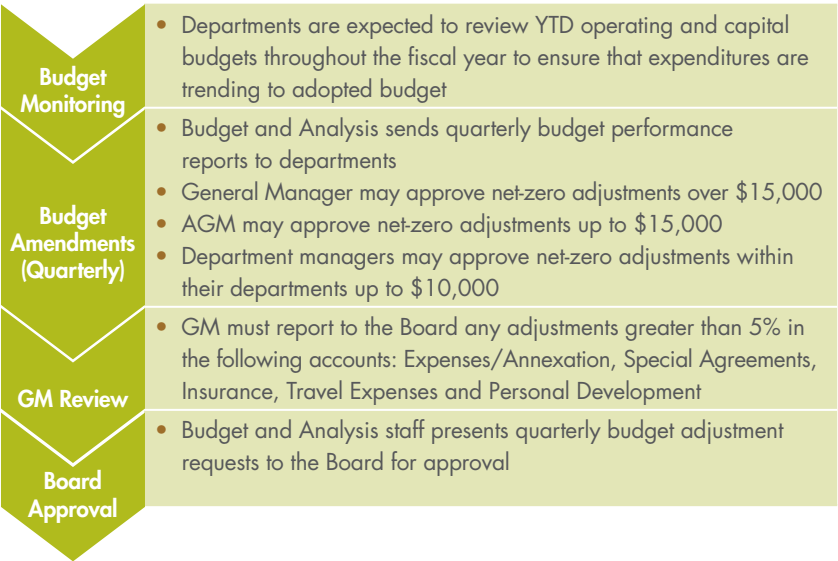 Budget
Monitoring
• Departments are expected to review YTD operating and capital
budgets throughout the fiscal year to ensure that expenditures are
trending to adopted budget
Budget
Amendments
(Quarterly)
• Budget and Analysis sends quarterly budget performance
reports to departments
• General Manager may approve net-zero adjustments over $15,000
• AGM may approve net-zero adjustments up to $15,000
• Department managers may approve net-zero adjustments within
their departments up to $10,000
GM Review
• GM must report to the Board any adjustments greater than 5% in
the following accounts: Expenses/Annexation, Special Agreements,
Insurance, Travel Expenses and Personal Development
Board
Approval
• Budget and Analysis staff presents quarterly budget adjustment
requests to the Board for approval